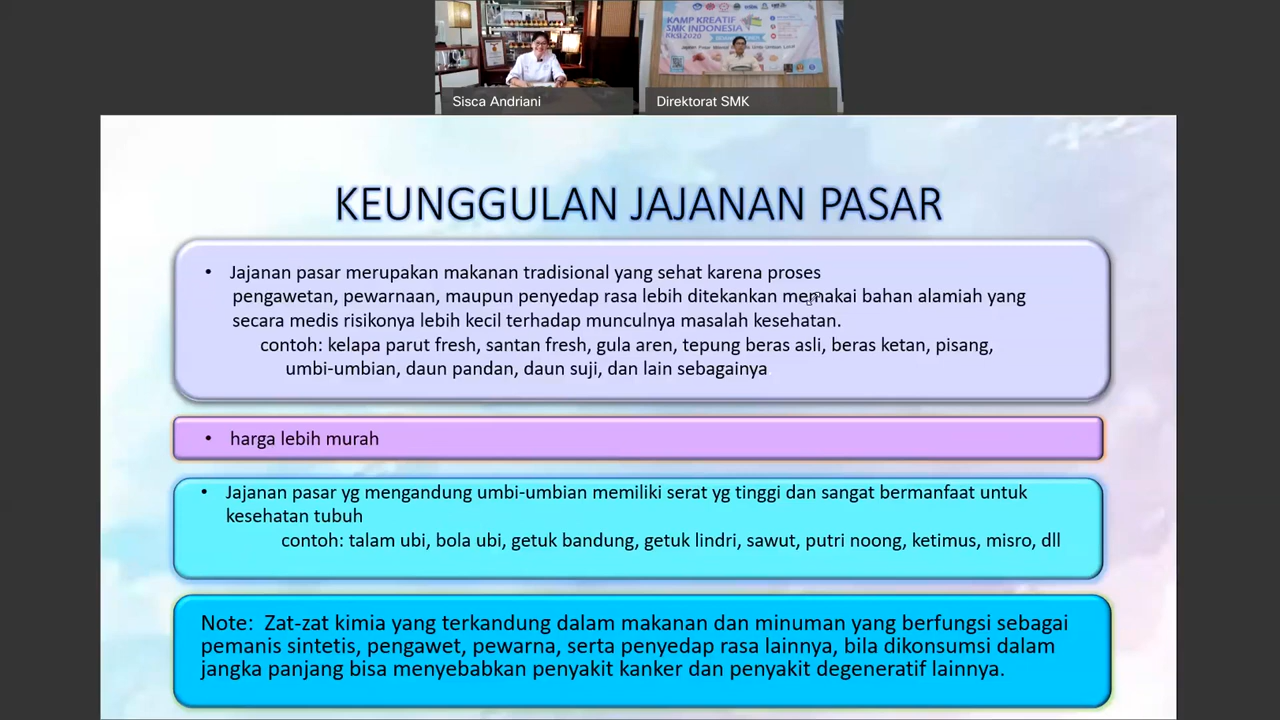 KAMP KREATIF
SMK INDONESIA
KKSI 2020
Sisca Andriani
Direktorat SMK
KEUNGGULAN JAJANAN PASAR
• Jajanan pasar merupakan makanan tradisional yang sehat karena proses
pengawetan, pewarnaan, maupun penyedap rasa lebih ditekankan memakai bahan alamiah yang
secara medis risikonya lebih kecil terhadap munculnya masalah kesehatan.
contoh: kelapa parut fresh, santan fresh, gula aren, tepung beras asli, beras ketan, pisang,
umbi-umbian, daun pandan, daun suji, dan lain sebagainya
• harga lebih murah
• Jajanan pasar yg mengandung umbi-umbian memiliki serat yg tinggi dan sangat bermanfaat untuk
kesehatan tubuh
contoh: talam ubi, bola ubi, getuk bandung, getuk lindri, sawut, putri noong, ketimus, misro, dll
Note: Zat-zat kimia yang terkandung dalam makanan dan minuman yang berfungsi sebagai
pemanis sintetis, pengawet, pewarna, serta penyedap rasa lainnya, bila dikonsumsi dalam
jangka panjang bisa menyebabkan penyakit kanker dan penyakit degeneratif lainnya.